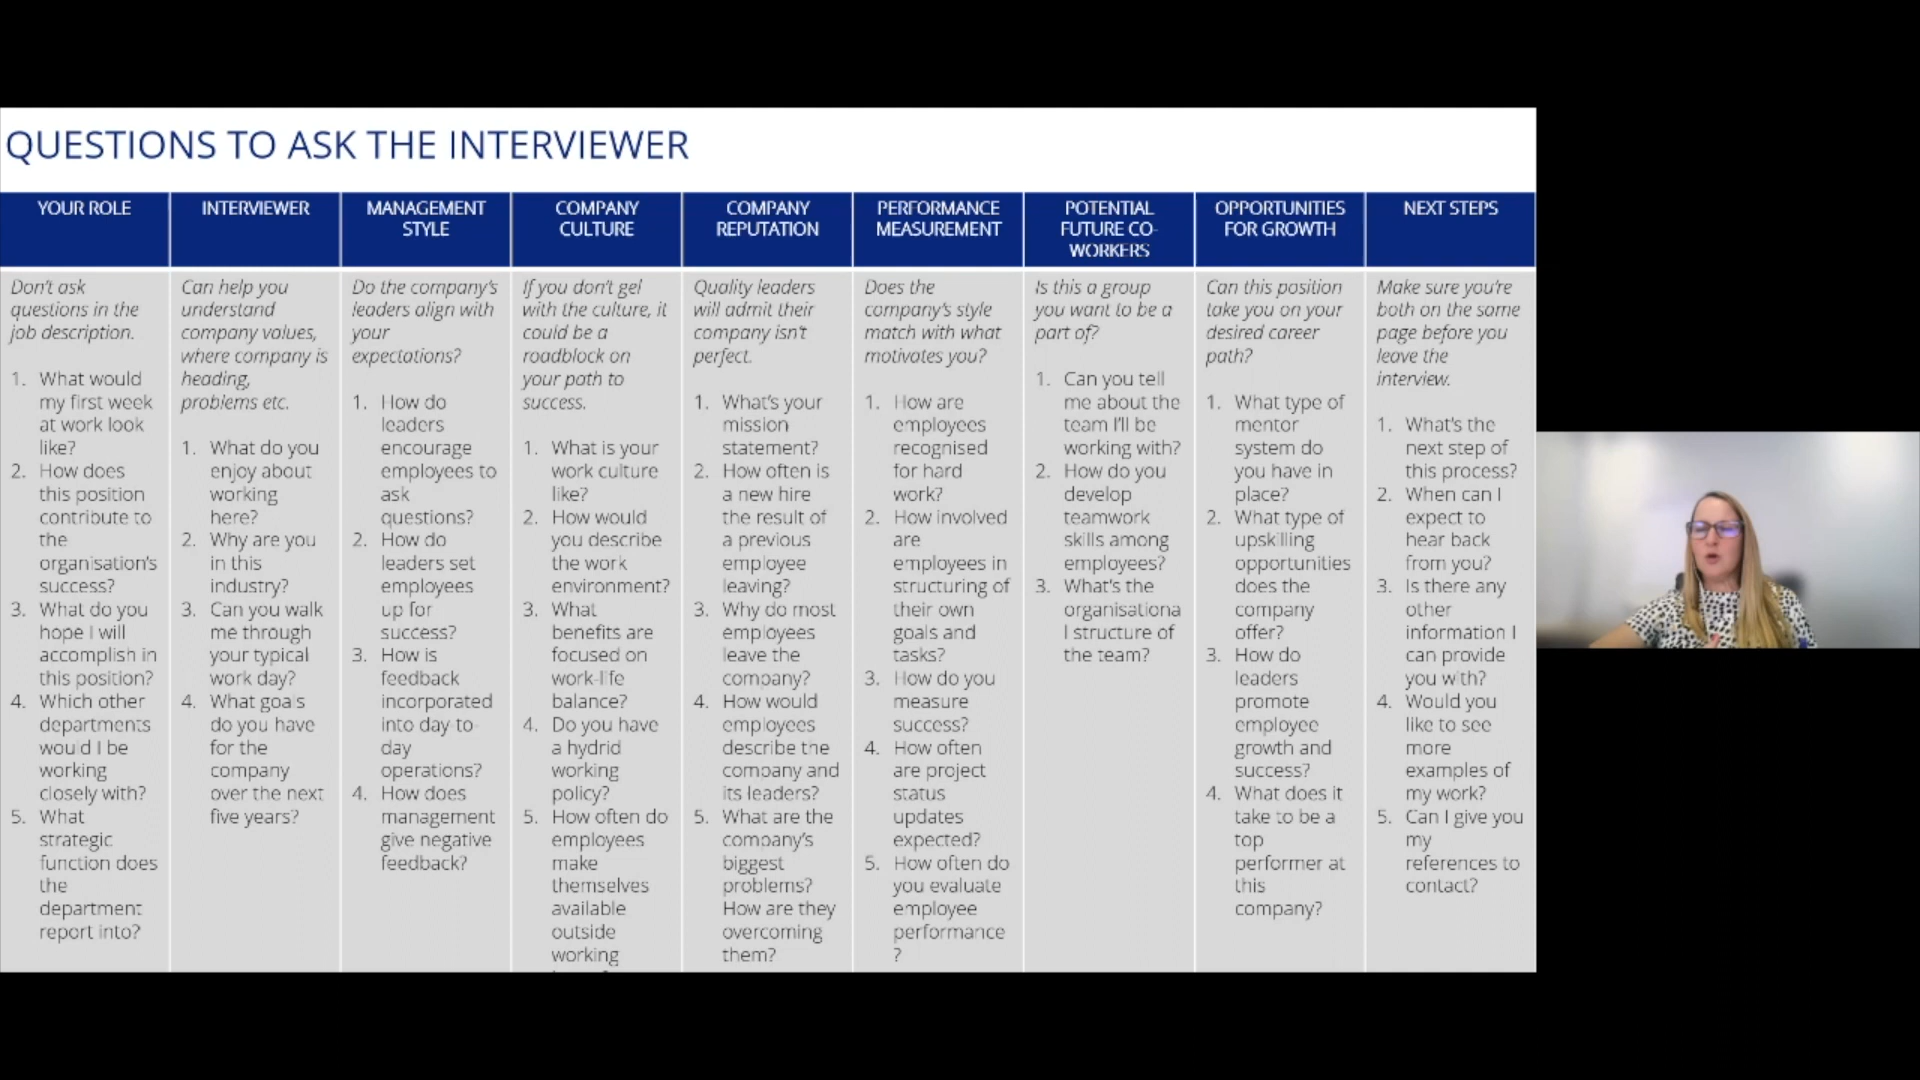 QUESTIONS TO ASK THE INTERVIEWER
YOUR ROLE
Don't ask
questions in the
job description.
1. What would
my first week
at work look
like?
2. How does
this position
contribute to
the
organisation's
success?
3. What do you
hope I will
accomplish in
this position?
4. Which other
departments
would I be
working
closely with?
5. What
strategic
function does
the
department
report into?
INTERVIEWER
Can help you
understand
company values,
where company is
heading,
problems etc.
1. What do you
enjoy about
working
here?
2. Why are you
in this
industry?
3. Can you walk
me through
your typical
work day?
4. What goals
do you have
for the
company
over the next
five years?
MANAGEMENT
STYLE
Do the company's
leaders align with
your
expectations?
1. How do
leaders
encourage
employees to
ask
questions?
2. How do
leaders set
employees
up for
success?
3. How is
feedback
incorporated
into day-to-
day
operations?
4. How does
management
give negative
feedback?
COMPANY
CULTURE
If you don't gel
with the culture, it
could be a
roadblock on
your path to
success.
1. What is your
work culture
like?
2. How would
you describe
the work
environment?
3. What
benefits are
focused on
work-life
balance?
4. Do you have
a hydrid
working
policy?
5. How often do
employees
make
themselves
available
outside
working
COMPANY
REPUTATION
Quality leaders
will admit their
company isn't
perfect.
1. What's your
mission
statement?
2. How often is
a new hire
the result of
a previous
employee
leaving?
3. Why do most
employees
leave the
company?
4. How would
employees
describe the
company and
its leaders?
5. What are the
company's
biggest
problems?
How are they
overcoming
them?
PERFORMANCE
MEASUREMENT
Does the
company's style
match with what
motivates you?
1. How are
employees
recognised
for hard
work?
2. How involved
are
employees in
structuring of
their own
goals and
tasks?
3. How do you
measure
success?
4. How often
are project
status
updates
expected?
5. How often do
you evaluate
employee
performance
?
POTENTIAL
FUTURE CO-
WORKERS
Is this a group
you want to be a
part of?
1. Can you tell
me about the
team I'll be
working with?
2. How do you
develop
teamwork
skills among
employees?
3. What's the
organisationa
l structure of
the team?
OPPORTUNITIES
FOR GROWTH
Can this position
take you on your
desired career
path?
1. What type of
mentor
system do
you have in
place?
2. What type of
upskilling
opportunities
does the
company
offer?
3. How do
leaders
promote
employee
growth and
success?
4. What does it
take to be a
top
performer at
this
company?
NEXT STEPS
Make sure you're
both on the same
page before you
leave the
interview.
1. What's the
next step of
this process?
2. When can I
expect to
hear back
from you?
3. Is there any
other
information I
can provide
you with?
4. Would you
like to see
more
examples of
my work?
5. Can I give you
my
references to
contact?